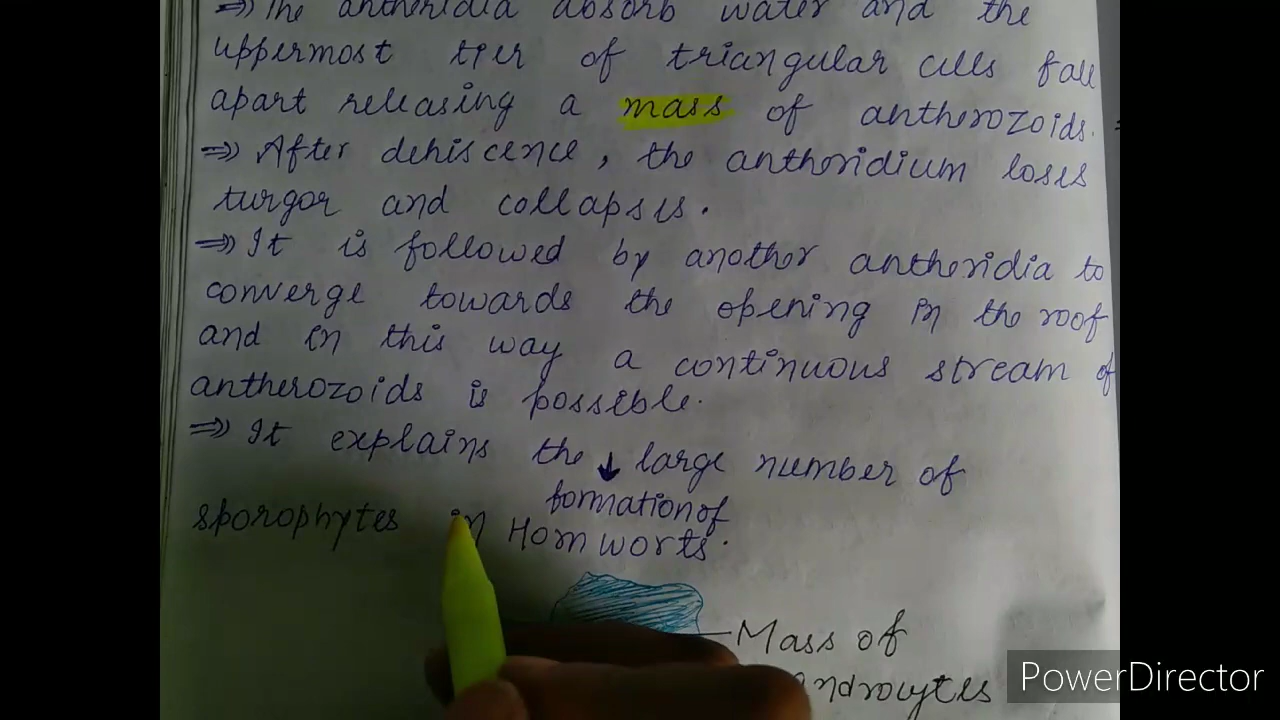 ⇒ The antheridia absorb water and the
uppermost tier of triangular cells fall
apart releasing a mass of antherozoids.
⇒ After dehiscence, the antheridium loses
turgor and collapses.
⇒ It is followed by another antheridia to
converge towards the opening in the roof
and in this way a continuous stream of
antherozoids is possible.
⇒ It explains the ↓ large number of
formation of
sporophytes in Hornworts.
Mass of
androcytes
PowerDirector